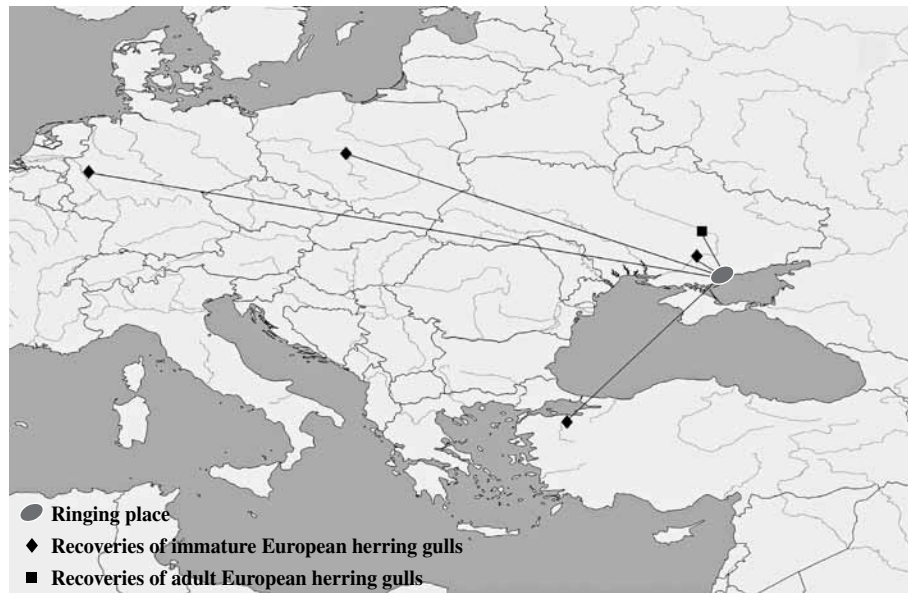 Ringing place
Recoveries of immature European herring gulls
Recoveries of adult European herring gulls